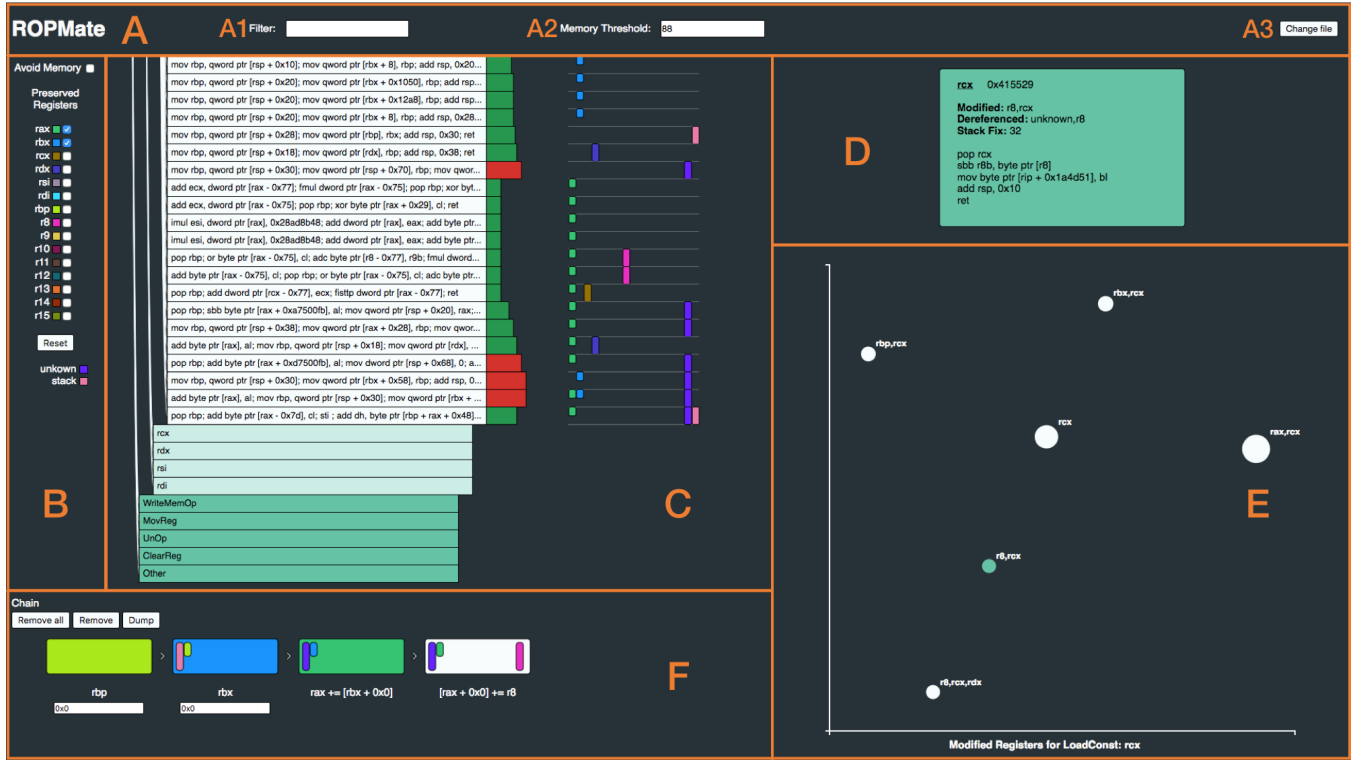 ROPMate A A1 Filter: A2 Memory Threshold: 88 A3 Change file
Avoid Memory
Preserved
Registers
rax
rbx
rcx
rdx
rsi
rdi
rbp
r8
r9
r10
r11
r12
r13
r14
r15
Reset
unkown
stack
B
mov rbp, qword ptr [rsp + 0x10]; mov qword ptr [rbx + 8], rbp; add rsp, 0x20...
mov rbp, qword ptr [rsp + 0x20]; mov qword ptr [rbx + 0x1050], rbp; add rsp...
mov rbp, qword ptr [rsp + 0x20]; mov qword ptr [rbx + 0x12a8], rbp; add rsp...
mov rbp, qword ptr [rsp + 0x20]; mov qword ptr [rbx + 8], rbp; add rsp, 0x28...
mov rbp, qword ptr [rsp + 0x28]; mov qword ptr [rbp], rbx; add rsp, 0x30; ret
mov rbp, qword ptr [rsp + 0x18]; mov qword ptr [rdx], rbp; add rsp, 0x38; ret
mov rbp, qword ptr [rsp + 0x30]; mov qword ptr [rsp + 0x70], rbp; mov qwor...
add ecx, dword ptr [rax - 0x77]; fmul dword ptr [rax - 0x75]; pop rbp; xor byt...
add ecx, dword ptr [rax - 0x75]; pop rbp; xor byte ptr [rax + 0x29], cl; ret
imul esi, dword ptr [rax], 0x28ad8b48; add dword ptr [rax], eax; add byte ptr...
imul esi, dword ptr [rax], 0x28ad8b48; add dword ptr [rax], eax; add byte ptr...
pop rbp; or byte ptr [rax - 0x75], cl; adc byte ptr [r8 - 0x77], r9b; fmul dword...
add byte ptr [rax - 0x75], cl; pop rbp; or byte ptr [rax - 0x75], cl; adc byte ptr...
pop rbp; add dword ptr [rcx - 0x77], ecx; fisttp dword ptr [rax - 0x77]; ret
pop rbp; sbb byte ptr [rax + 0xa7500fb], al; mov qword ptr [rsp + 0x20], rax;...
mov rbp, qword ptr [rsp + 0x38]; mov qword ptr [rax + 0x28], rbp; mov qwor...
add byte ptr [rax], al; mov rbp, qword ptr [rsp + 0x18]; mov qword ptr [rdx], ...
pop rbp; add byte ptr [rax + 0xd7500fb], al; mov dword ptr [rsp + 0x68], 0; a...
mov rbp, qword ptr [rsp + 0x30]; mov qword ptr [rbx + 0x58], rbp; add rsp, 0...
add byte ptr [rax], al; mov rbp, qword ptr [rsp + 0x30]; mov qword ptr [rbx + ...
pop rbp; add byte ptr [rax - 0x7d], cl; sti ; add dh, byte ptr [rbp + rax + 0x48]...
rcx
rdx
rsi
rdi
WriteMemOp
MovReg
UnOp
ClearReg
Other
C
D
rcx 0x415529
Modified: r8,rcx
Dereferenced: unknown,r8
Stack Fix: 32
pop rcx
sbb r8b, byte ptr [r8]
mov byte ptr [rip + 0x1a4d51], bl
add rsp, 0x10
ret
rbx,rcx
rbp,rcx
rcx
rax,rcx
E
r8,rcx
r8,rcx,rdx
Modified Registers for LoadConst: rcx
Chain
Remove all Remove Dump
> > >
F
rbp rbx rax += [rbx + 0x0] [rax + 0x0] += r8
0x0 0x0